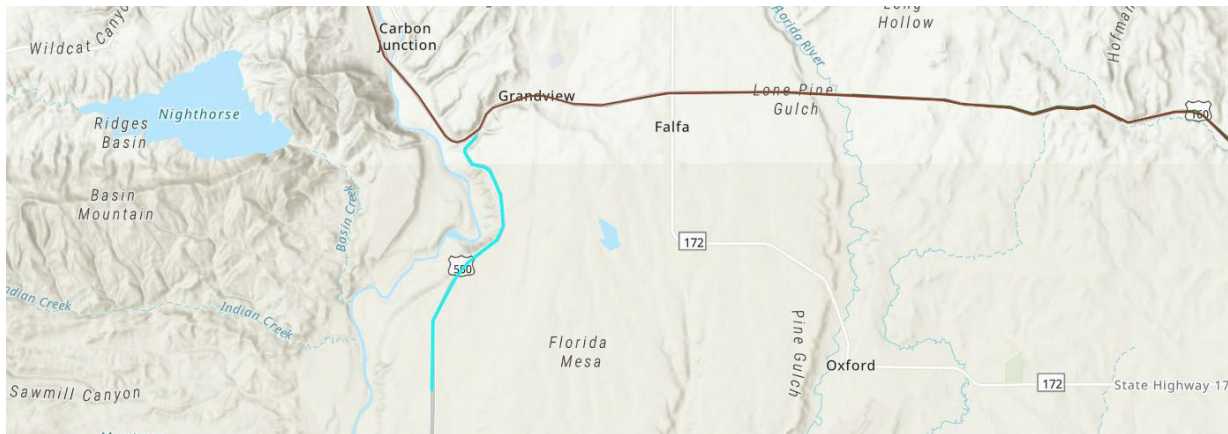 Wildcat Canyon
Carbon
Junction
Long
Hollow
Hofman
Florida River
Nighthorse
Ridges
Basin
Grandview
Lone Pine
Gulch
160
Falfa
Basin
Mountain
Basin Creek
172
550
Indian Creek
Indian Creek
Florida
Mesa
Pine Gulch
Oxford
172
State Highway 17
Sawmill Canyon